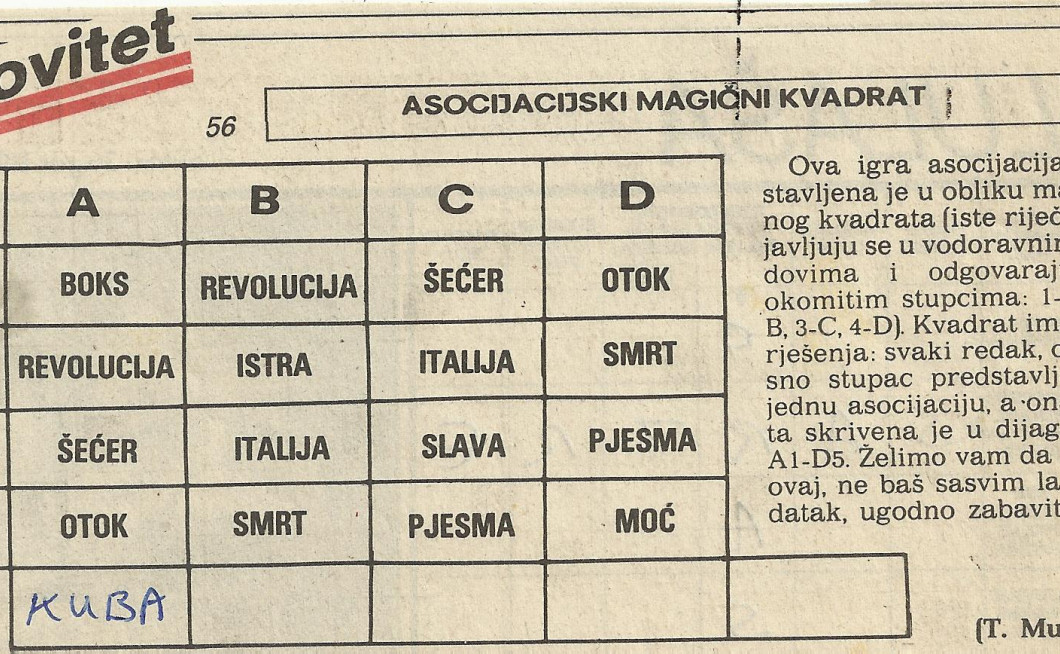 ovitet
56
ASOCIJACIJSKI MAGIČNI KVADRAT
A B C D
BOKS REVOLUCIJA ŠEĆER OTOK
REVOLUCIJA ISTRA ITALIJA SMRT
ŠEĆER ITALIJA SLAVA PJESMA
OTOK SMRT PJESMA MOĆ
KUBA
Ova igra asocijacija
stavljena je u obliku ma
nog kvadrata (iste riječ
javljuju se u vodoravnim
dovima i odgovaraju
okomitim stupcima: 1-
B, 3-C, 4-D). Kvadrat im
rješenja: svaki redak, o
sno stupac predstavlj
jednu asocijaciju, a on
ta skrivena je u dijag
A1-D5. Želimo vam da
ovaj, ne baš sasvim la
datak, ugodno zabavit
(T. Mu